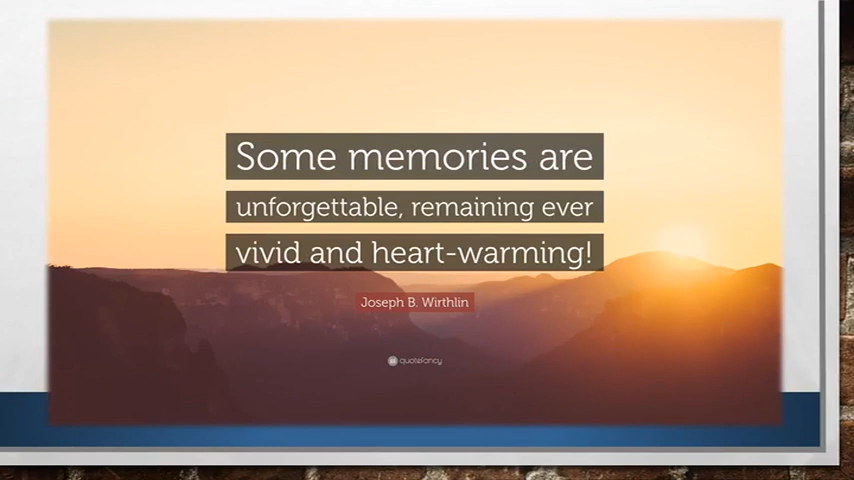 Some memories are
unforgettable, remaining ever
vivid and heart-warming!
Joseph B. Wirthlin
quotefancy